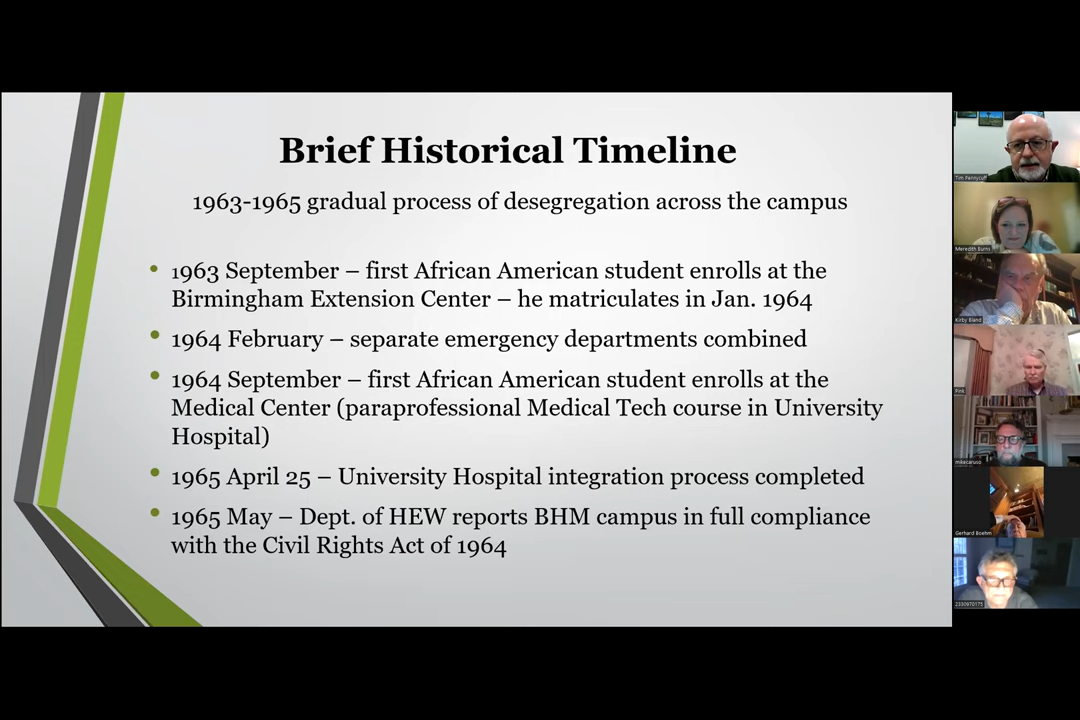 Brief Historical Timeline
1963-1965 gradual process of desegregation across the campus
• 1963 September – first African American student enrolls at the
Birmingham Extension Center – he matriculates in Jan. 1964
• 1964 February – separate emergency departments combined
• 1964 September – first African American student enrolls at the
Medical Center (paraprofessional Medical Tech course in University
Hospital)
• 1965 April 25 – University Hospital integration process completed
• 1965 May – Dept. of HEW reports BHM campus in full compliance
with the Civil Rights Act of 1964
Tim Pennycuff
Meredith Burns
Kirby Bland
Pink
mikecaruso
Gerhard Boehm
2330970175